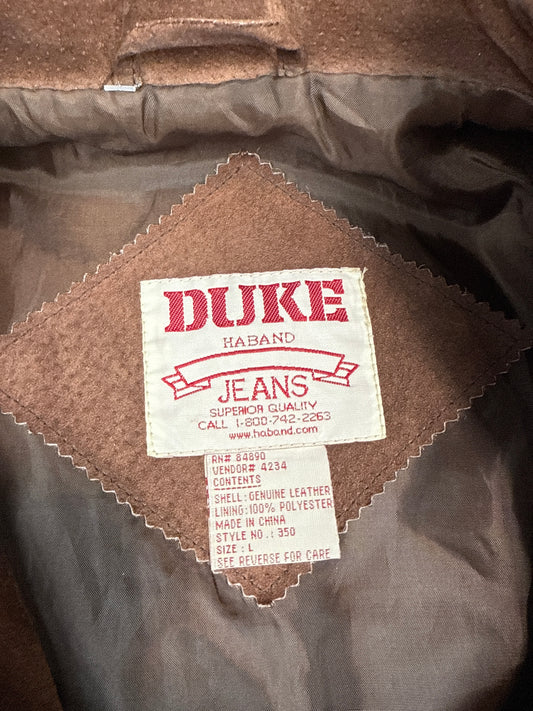 DUKE
HABAND
JEANS
SUPERIOR QUALITY
CALL 1-800-742-2263
www.haband.com
RN# 84890
VENDOR# 4234
CONTENTS
SHELL: GENUINE LEATHER
LINING: 100% POLYESTER
MADE IN CHINA
STYLE NO.: 350
SIZE: L
SEE REVERSE FOR CARE